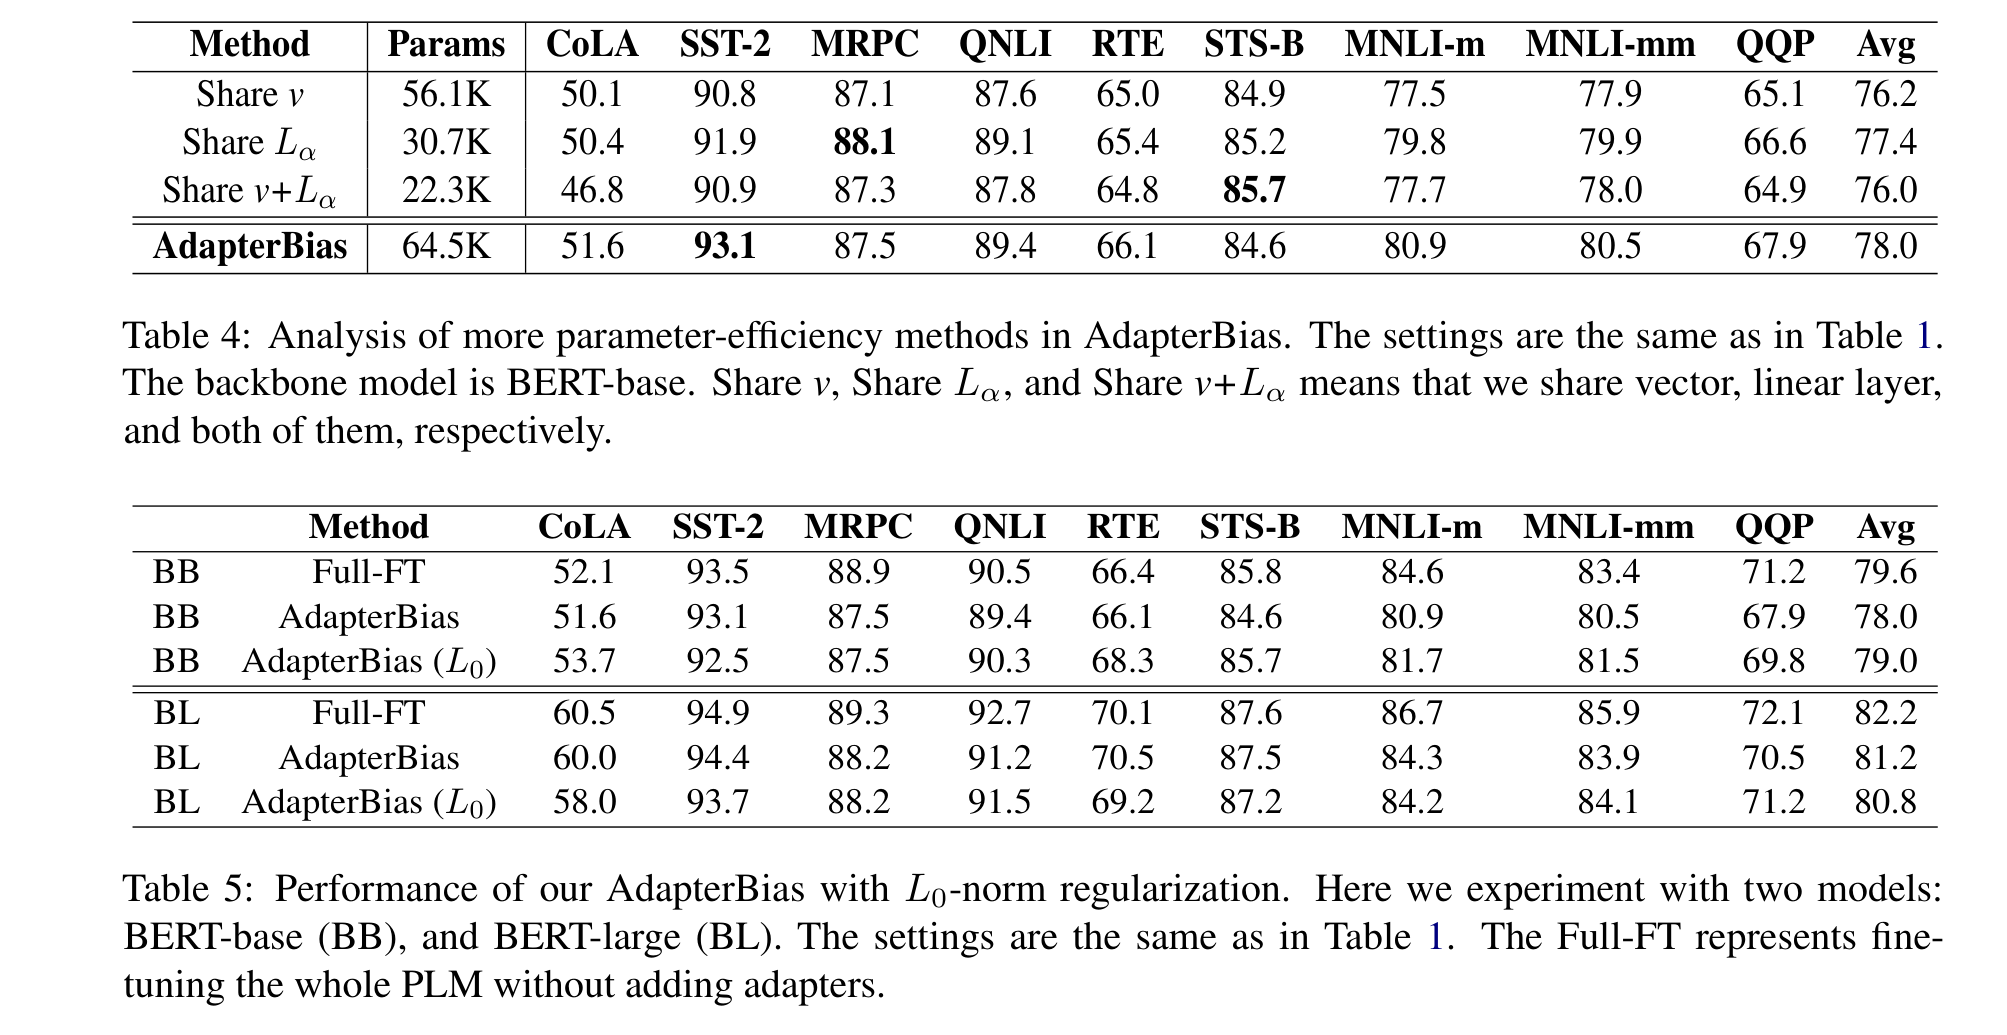 Method Params CoLA SST-2 MRPC QNLI RTE STS-B MNLI-m MNLI-mm QQP Avg
Share v 56.1K 50.1 90.8 87.1 87.6 65.0 84.9 77.5 77.9 65.1 76.2
Share Lα 30.7K 50.4 91.9 88.1 89.1 65.4 85.2 79.8 79.9 66.6 77.4
Share v+Lα 22.3K 46.8 90.9 87.3 87.8 64.8 85.7 77.7 78.0 64.9 76.0
AdapterBias 64.5K 51.6 93.1 87.5 89.4 66.1 84.6 80.9 80.5 67.9 78.0
Table 4: Analysis of more parameter-efficiency methods in AdapterBias. The settings are the same as in Table 1.
The backbone model is BERT-base. Share v, Share Lα, and Share v+Lα means that we share vector, linear layer,
and both of them, respectively.
Method CoLA SST-2 MRPC QNLI RTE STS-B MNLI-m MNLI-mm QQP Avg
BB Full-FT 52.1 93.5 88.9 90.5 66.4 85.8 84.6 83.4 71.2 79.6
BB AdapterBias 51.6 93.1 87.5 89.4 66.1 84.6 80.9 80.5 67.9 78.0
BB AdapterBias (L0) 53.7 92.5 87.5 90.3 68.3 85.7 81.7 81.5 69.8 79.0
BL Full-FT 60.5 94.9 89.3 92.7 70.1 87.6 86.7 85.9 72.1 82.2
BL AdapterBias 60.0 94.4 88.2 91.2 70.5 87.5 84.3 83.9 70.5 81.2
BL AdapterBias (L0) 58.0 93.7 88.2 91.5 69.2 87.2 84.2 84.1 71.2 80.8
Table 5: Performance of our AdapterBias with L0-norm regularization. Here we experiment with two models:
BERT-base (BB), and BERT-large (BL). The settings are the same as in Table 1. The Full-FT represents fine-
tuning the whole PLM without adding adapters.